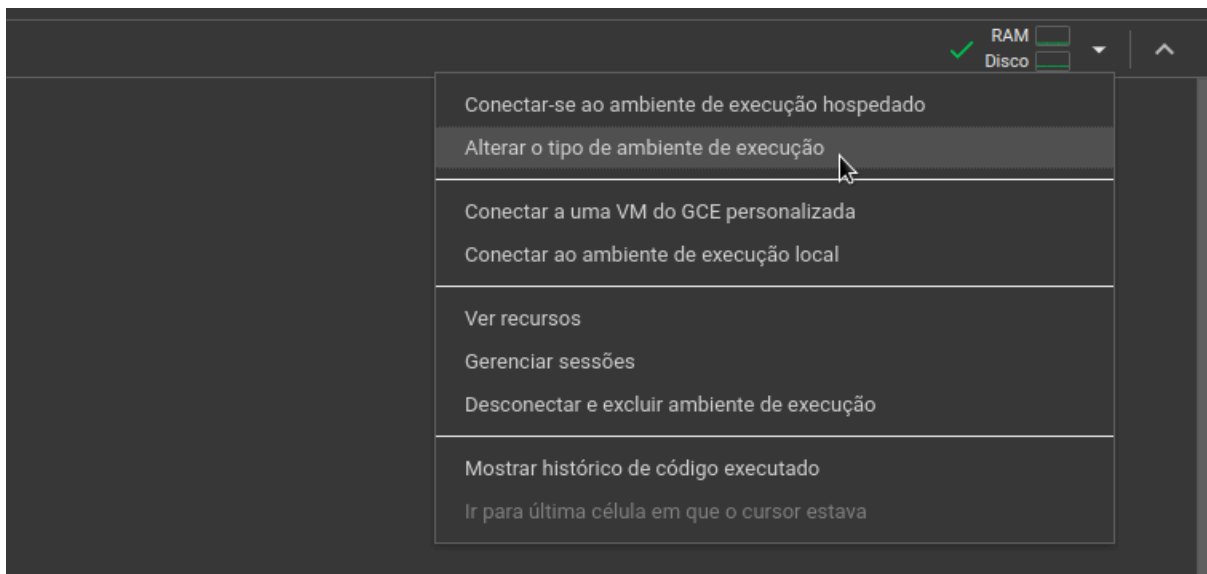 RAM
Disco
Conectar-se ao ambiente de execução hospedado
Alterar o tipo de ambiente de execução
Conectar a uma VM do GCE personalizada
Conectar ao ambiente de execução local
Ver recursos
Gerenciar sessões
Desconectar e excluir ambiente de execução
Mostrar histórico de código executado
Ir para última célula em que o cursor estava